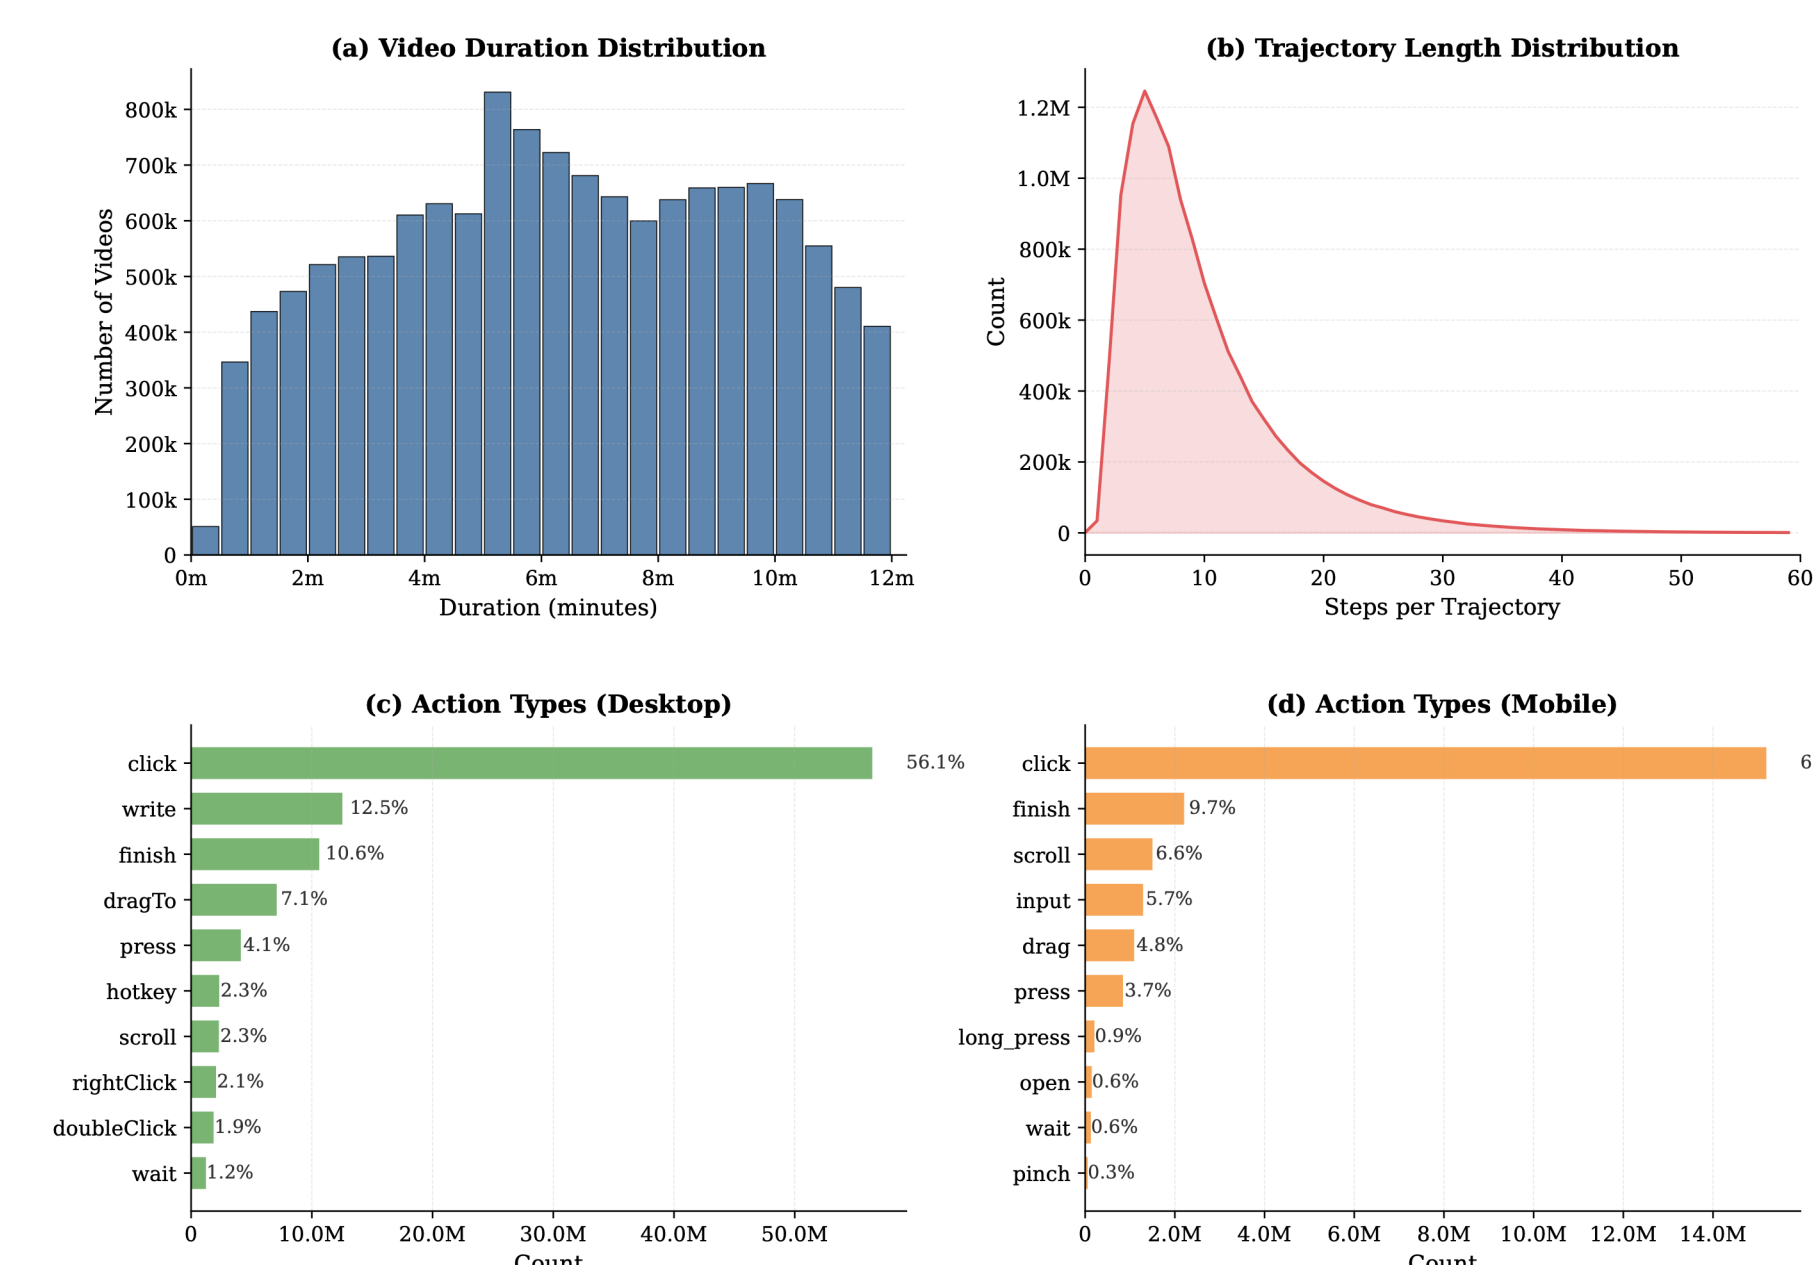 (a) Video Duration Distribution
800k
700k
600k
500k
400k
300k
200k
100k
0
Number of Videos
0m 2m 4m 6m 8m 10m 12m
Duration (minutes)
(b) Trajectory Length Distribution
1.2M
1.0M
800k
600k
400k
200k
0
Count
0 10 20 30 40 50 60
Steps per Trajectory
(c) Action Types (Desktop)
click 56.1%
write 12.5%
finish 10.6%
dragTo 7.1%
press 4.1%
hotkey 2.3%
scroll 2.3%
rightClick 2.1%
doubleClick 1.9%
wait 1.2%
0 10.0M 20.0M 30.0M 40.0M 50.0M
Count
(d) Action Types (Mobile)
click 6
finish 9.7%
scroll 6.6%
input 5.7%
drag 4.8%
press 3.7%
long_press 0.9%
open 0.6%
wait 0.6%
pinch 0.3%
0 2.0M 4.0M 6.0M 8.0M 10.0M 12.0M 14.0M
Count